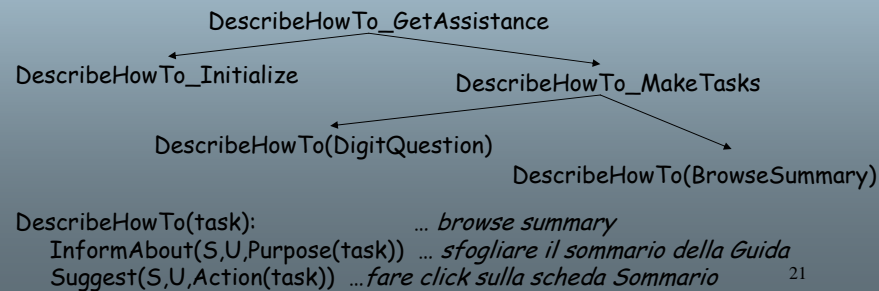 DescribeHowTo_GetAssistance
DescribeHowTo_Initialize
DescribeHowTo_MakeTasks
DescribeHowTo(DigitQuestion)
DescribeHowTo(BrowseSummary)
DescribeHowTo(task): … browse summary
InformAbout(S,U,Purpose(task)) … sfogliare il sommario della Guida
Suggest(S,U,Action(task)) …fare click sulla scheda Sommario 21